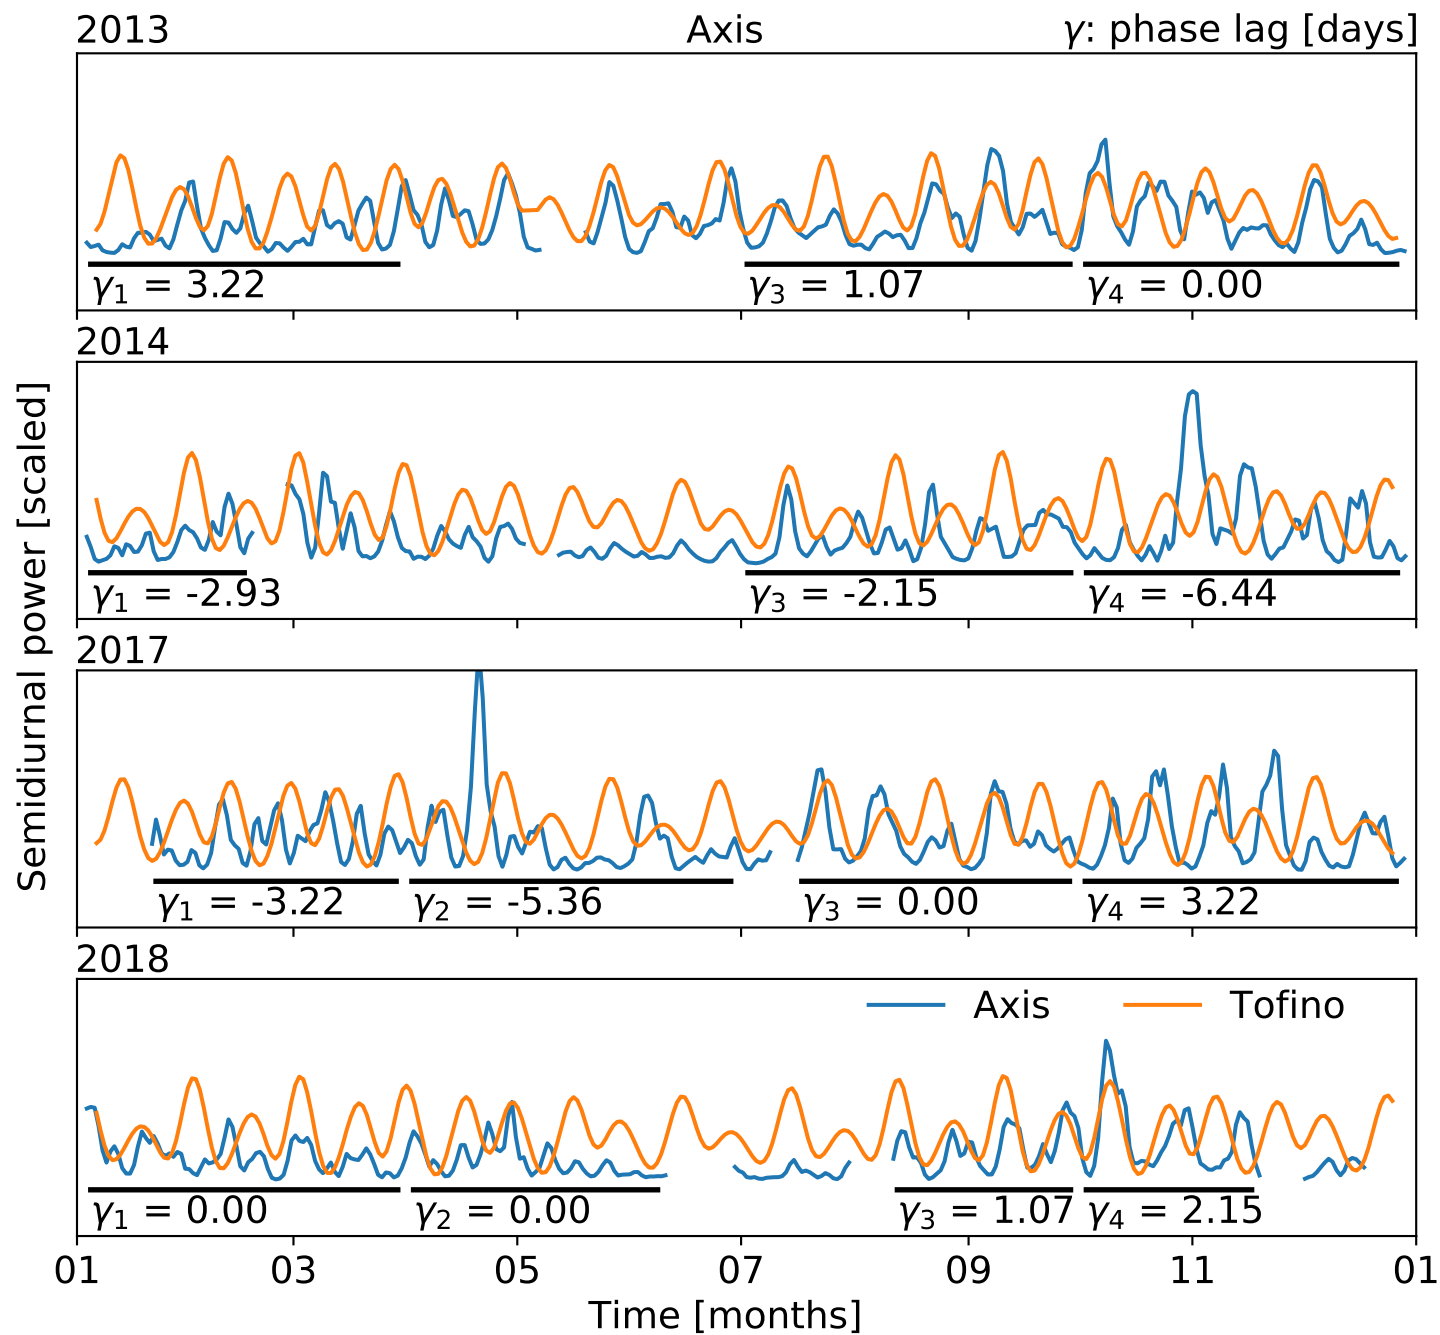 2013 Axis γ: phase lag [days]
γ₁ = 3.22 γ₃ = 1.07 γ₄ = 0.00
2014
γ₁ = -2.93 γ₃ = -2.15 γ₄ = -6.44
Semidiurnal power [scaled]
2017
γ₁ = -3.22 γ₂ = -5.36 γ₃ = 0.00 γ₄ = 3.22
2018
Axis Tofino
γ₁ = 0.00 γ₂ = 0.00 γ₃ = 1.07 γ₄ = 2.15
01 03 05 07 09 11 01
Time [months]